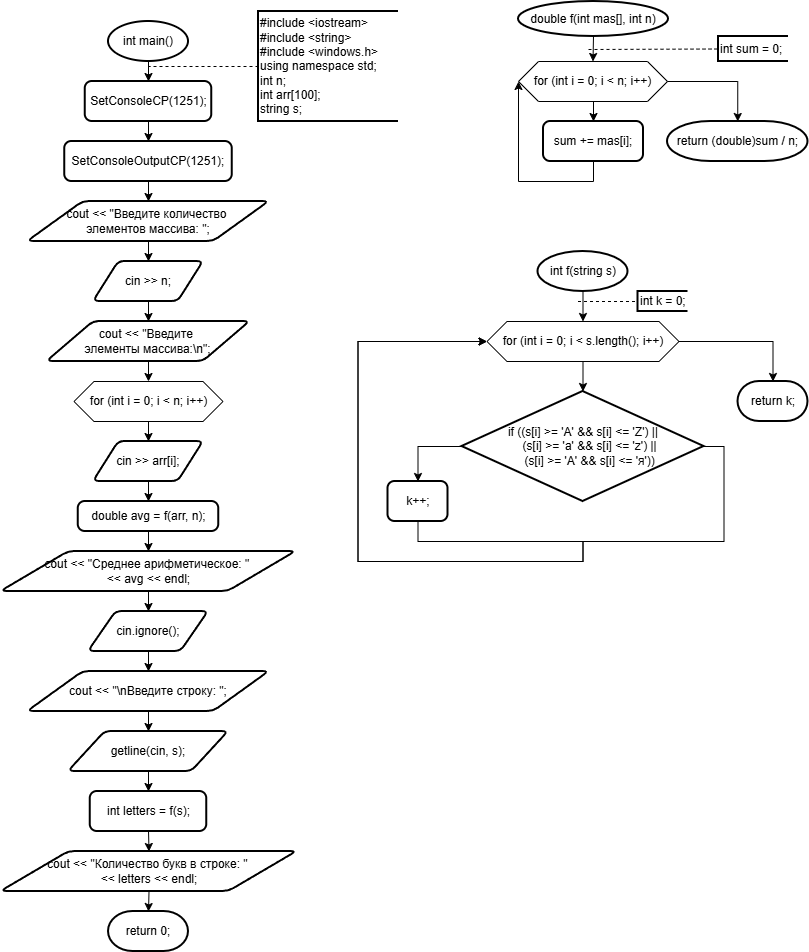 int main()
#include <iostream>
#include <string>
#include <windows.h>
using namespace std;
int n;
int arr[100];
string s;
SetConsoleCP(1251);
SetConsoleOutputCP(1251);
cout << "Введите количество
элементов массива: ";
cin >> n;
cout << "Введите
элементы массива:\n";
for (int i = 0; i < n; i++)
cin >> arr[i];
double avg = f(arr, n);
cout << "Среднее арифметическое: "
<< avg << endl;
cin.ignore();
cout << "\nВведите строку: ";
getline(cin, s);
int letters = f(s);
cout << "Количество букв в строке: "
<< letters << endl;
return 0;
double f(int mas[], int n)
int sum = 0;
for (int i = 0; i < n; i++)
sum += mas[i];
return (double)sum / n;
int f(string s)
int k = 0;
for (int i = 0; i < s.length(); i++)
return k;
if ((s[i] >= 'A' && s[i] <= 'Z') ||
(s[i] >= 'a' && s[i] <= 'z') ||
(s[i] >= 'А' && s[i] <= 'я'))
k++;